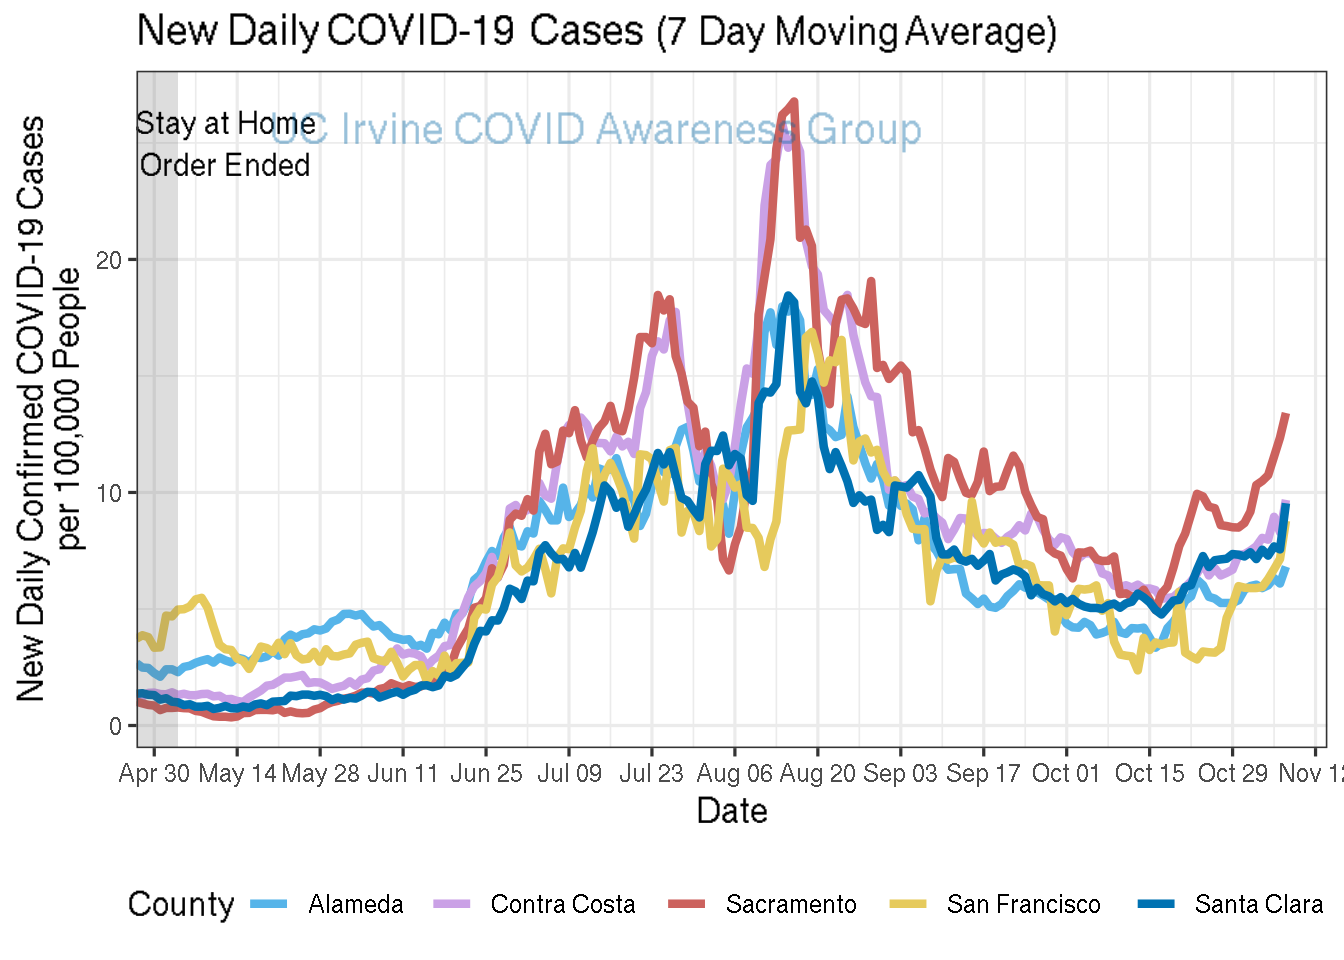 New Daily COVID-19 Cases (7 Day Moving Average)
Stay at Home
Order Ended
UC Irvine COVID Awareness Group
New Daily Confirmed COVID-19 Cases
per 100,000 People
20
10
0
Apr 30 May 14 May 28 Jun 11 Jun 25 Jul 09 Jul 23 Aug 06 Aug 20 Sep 03 Sep 17 Oct 01 Oct 15 Oct 29 Nov 12
Date
County Alameda Contra Costa Sacramento San Francisco Santa Clara